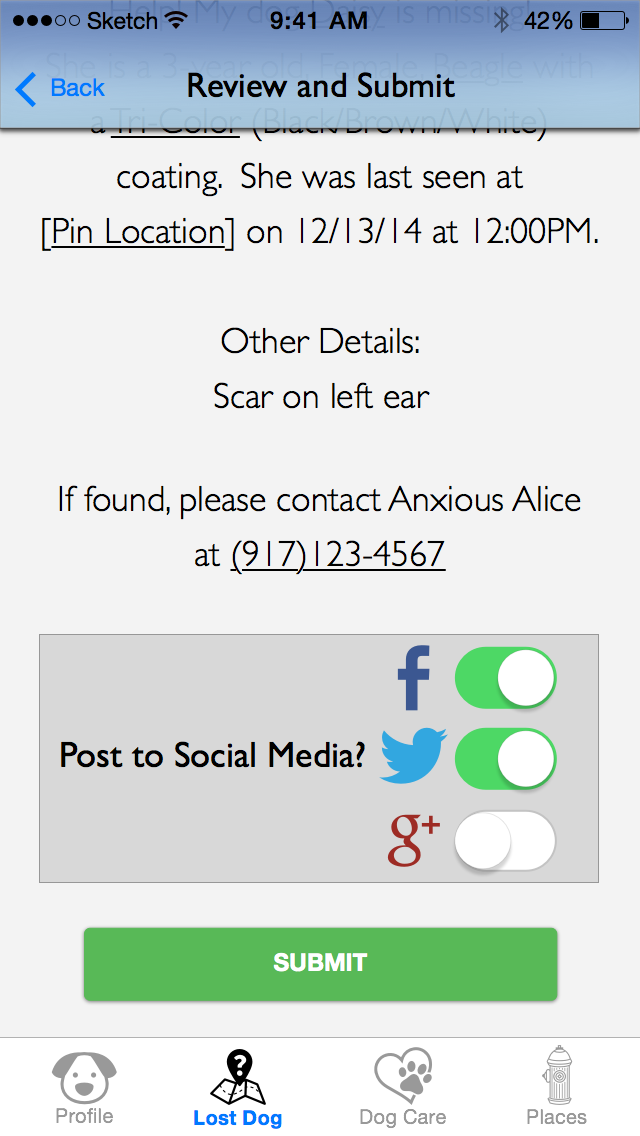 Help! My dog Daisy is missing!
Sketch 9:41 AM 42%
She is a 3-year old, Female, Beagle with
Back Review and Submit
a Tri-Color (Black/Brown/White)
coating. She was last seen at
[Pin Location] on 12/13/14 at 12:00PM.
Other Details:
Scar on left ear
If found, please contact Anxious Alice
at (917)123-4567
f
Post to Social Media?
g+
SUBMIT
?
Profile Lost Dog Dog Care Places